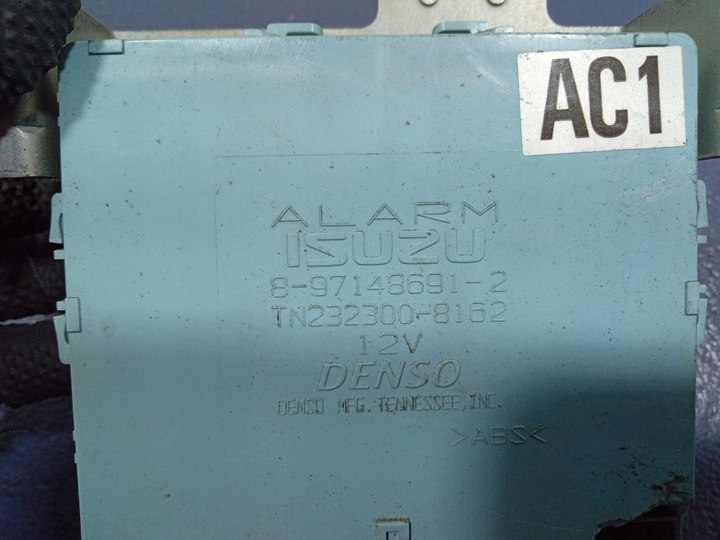 AC1
ALARM
ISUZU
8-97148691-2
TN232300-8162
12V
DENSO
DENSO MFG. TENNESSEE, INC.
>ABS<